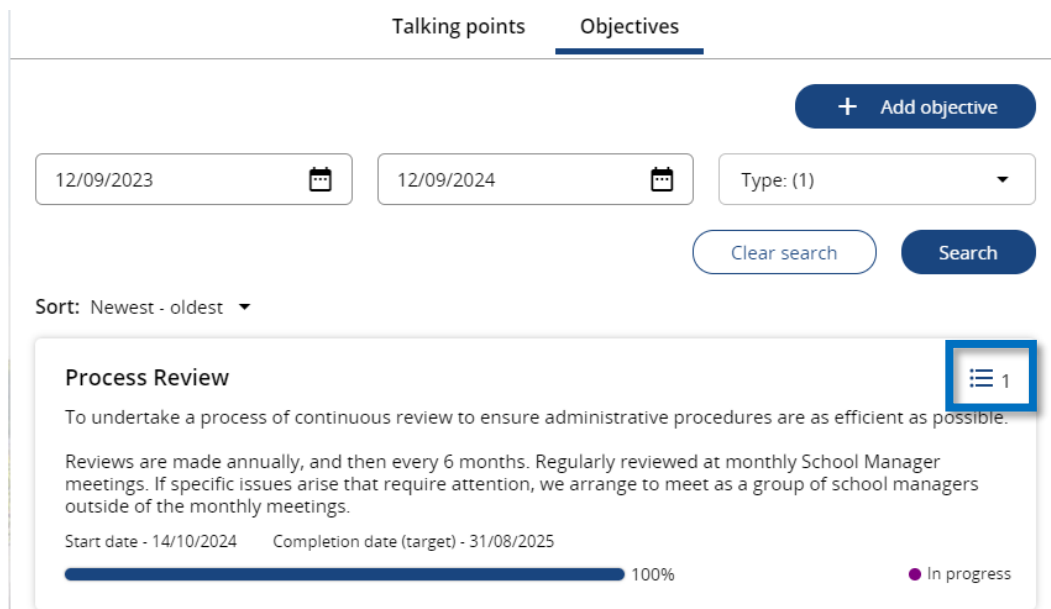 Talking points Objectives
+ Add objective
12/09/2023 12/09/2024 Type: (1)
Clear search Search
Sort: Newest - oldest
Process Review 1
To undertake a process of continuous review to ensure administrative procedures are as efficient as possible.
Reviews are made annually, and then every 6 months. Regularly reviewed at monthly School Manager
meetings. If specific issues arise that require attention, we arrange to meet as a group of school managers
outside of the monthly meetings.
Start date - 14/10/2024 Completion date (target) - 31/08/2025
100% In progress